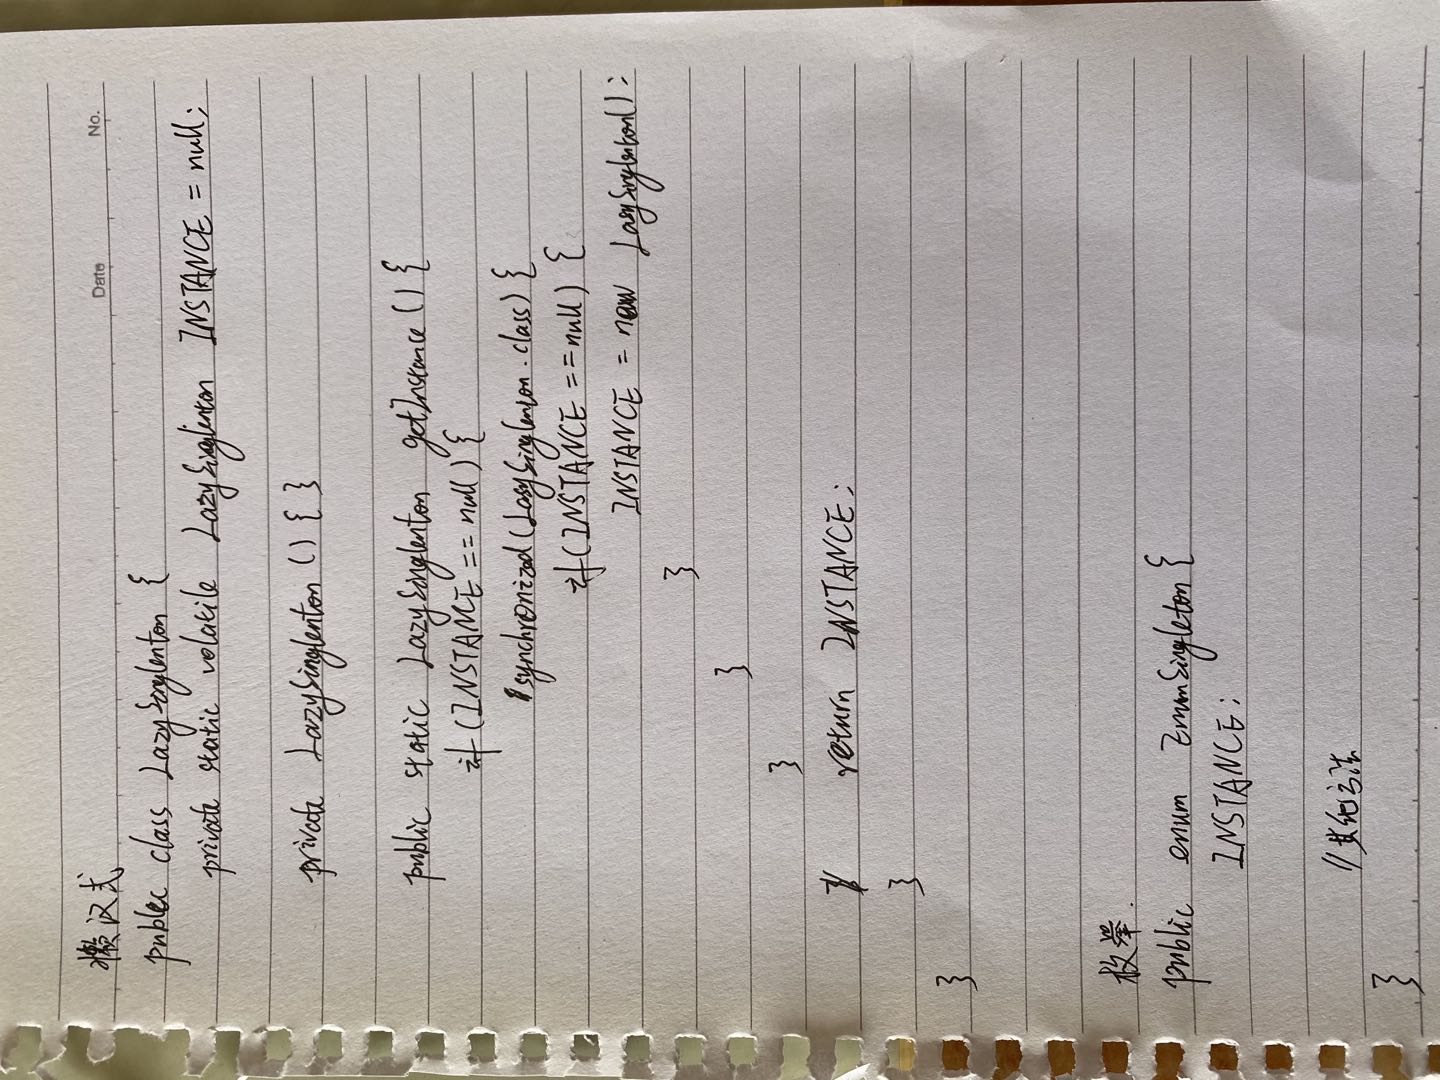 Date No.
懒汉式
public class LazySinglenton {
private static volatile LazySinglenton INSTANCE = null;
private LazySinglenton () { }
public static LazySinglenton getInstance () {
if (INSTANCE == null) {
synchronized (LazySinglenton.class) {
if (INSTANCE == null) {
INSTANCE = new LazySinglenton();
}
}
}
return INSTANCE;
}
}
枚举.
public enum EnumSingleton {
INSTANCE;
//其他方法
}